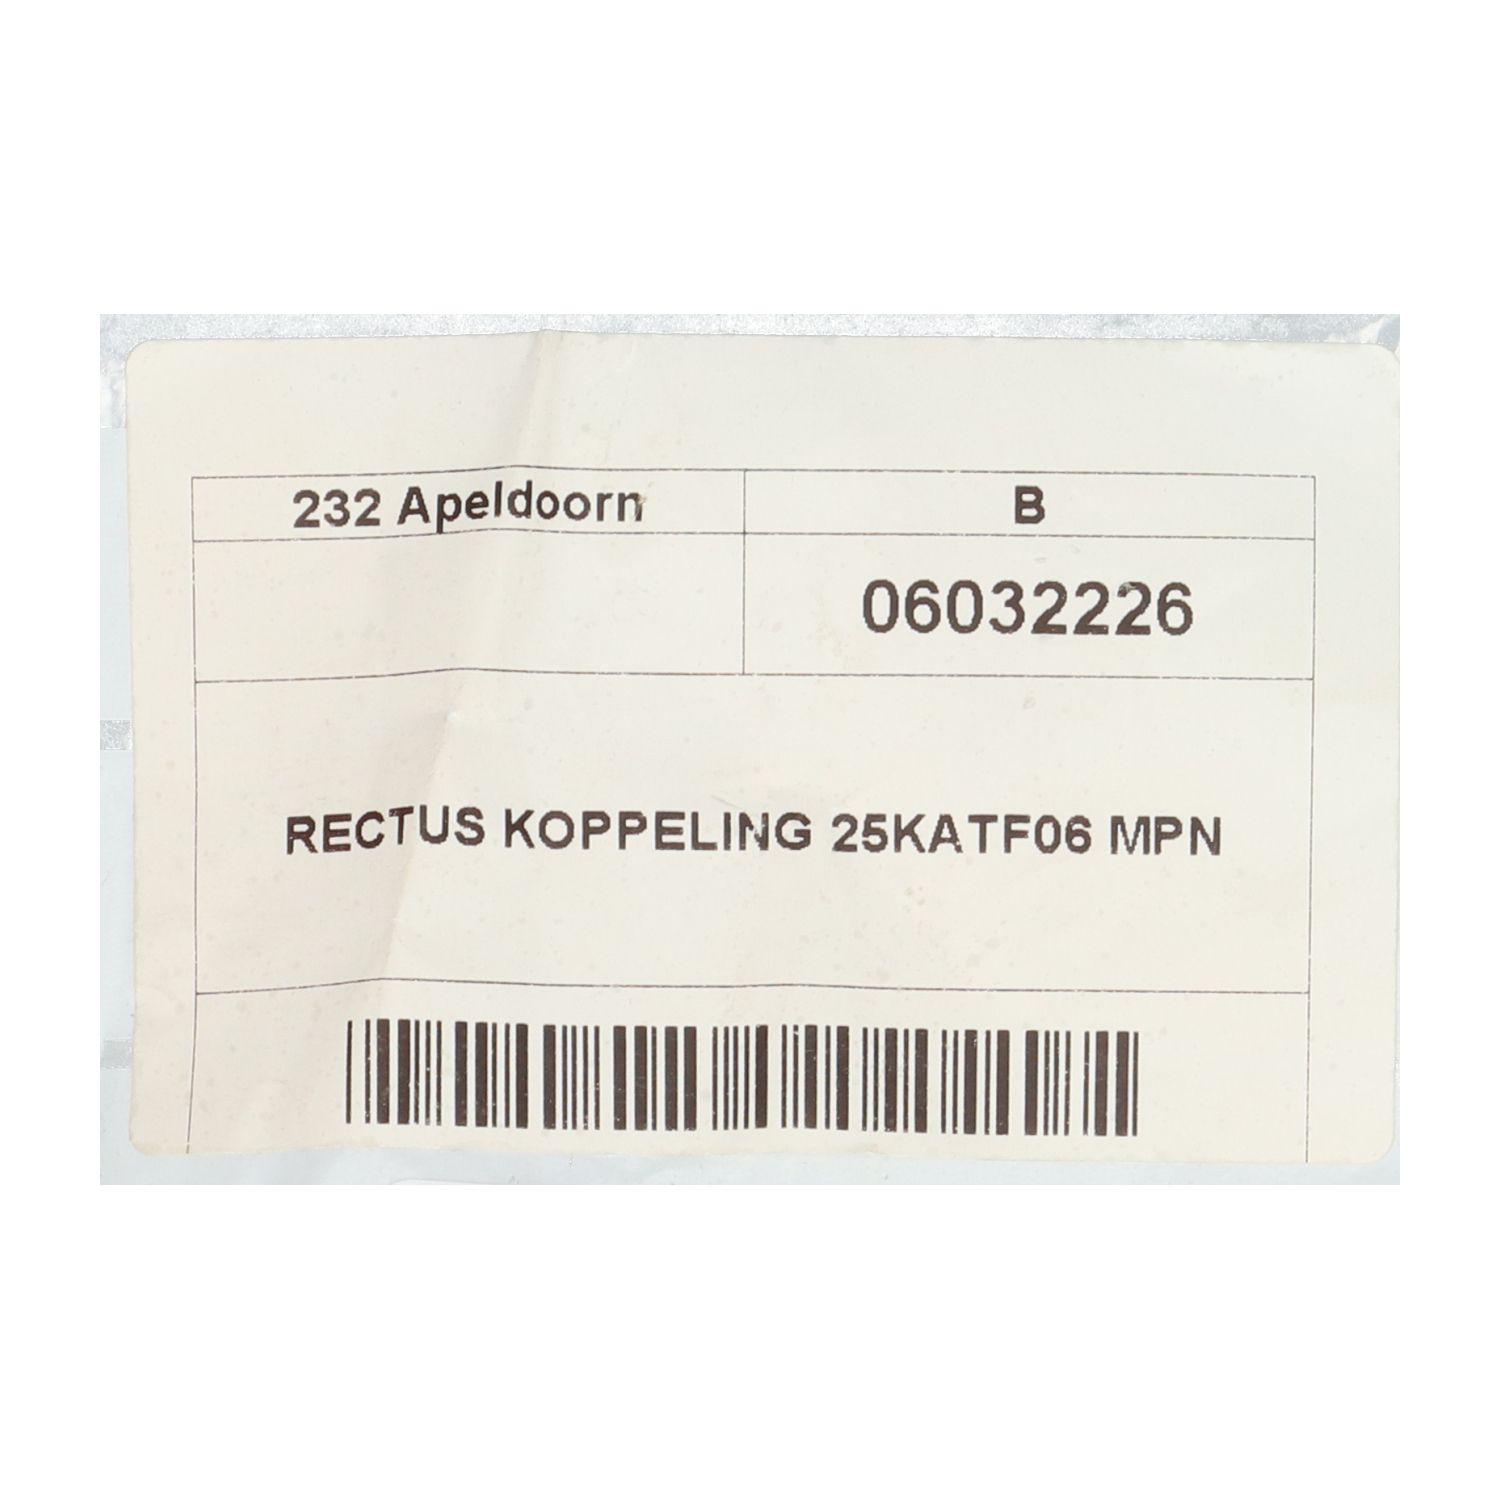 232 Apeldoorn B
06032226
RECTUS KOPPELING 25KATF06 MPN